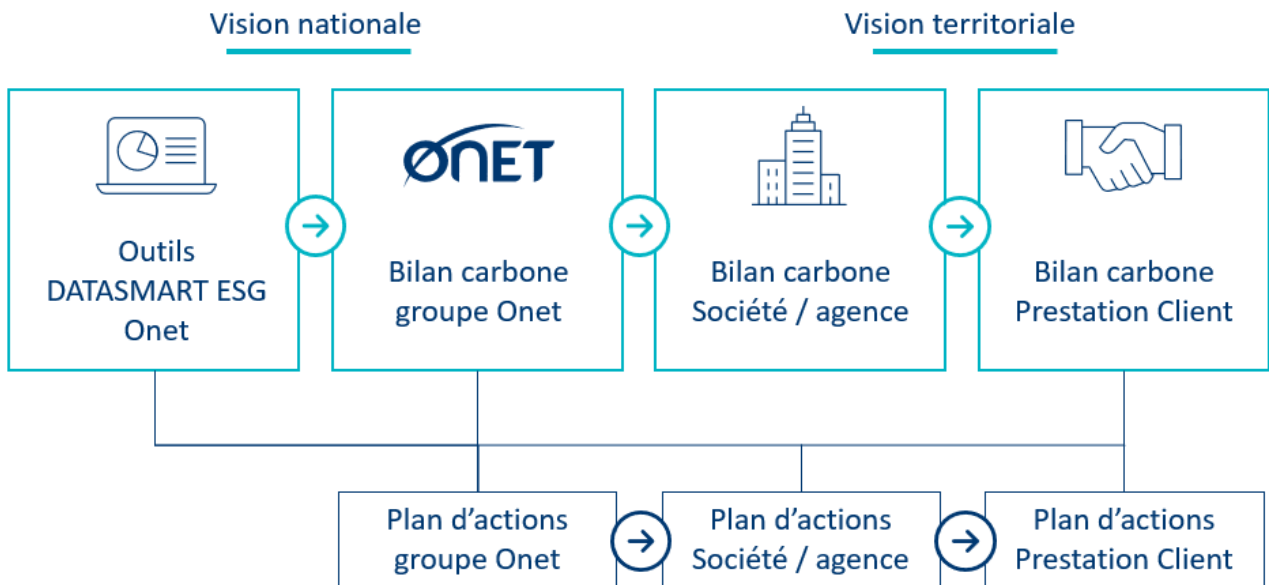 Vision nationale
Vision territoriale
Outils
DATASMART ESG
Onet
ONET
Bilan carbone
groupe Onet
Bilan carbone
Société / agence
Bilan carbone
Prestation Client
Plan d’actions
groupe Onet
Plan d’actions
Société / agence
Plan d’actions
Prestation Client